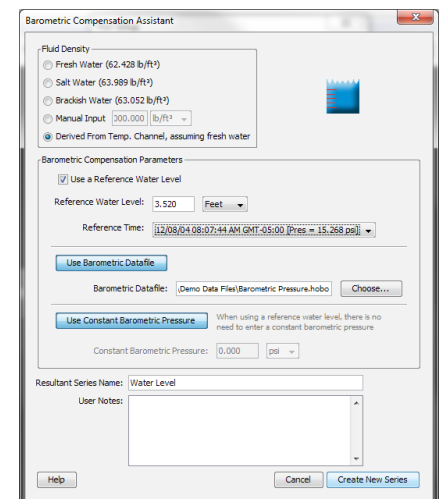 Barometric Compensation Assistant
Fluid Density
Fresh Water (62.428 lb/ft³)
Salt Water (63.989 lb/ft³)
Brackish Water (63.052 lb/ft³)
Manual Input 000.000 lb/ft³
Derived From Temp. Channel, assuming fresh water
Barometric Compensation Parameters
Use a Reference Water Level
Reference Water Level: 3.520 Feet
Reference Time: 12/08/04 08:07:44 AM GMT-05:00 [Pres = 15.268 psi]
Use Barometric Datafile
Barometric Datafile: \Demo Data Files\Barometric Pressure.hobo Choose...
Use Constant Barometric Pressure
When using a reference water level, there is no
need to enter a constant barometric pressure
Constant Barometric Pressure: 0.000 psi
Resultant Series Name: Water Level
User Notes:
Help Cancel Create New Series